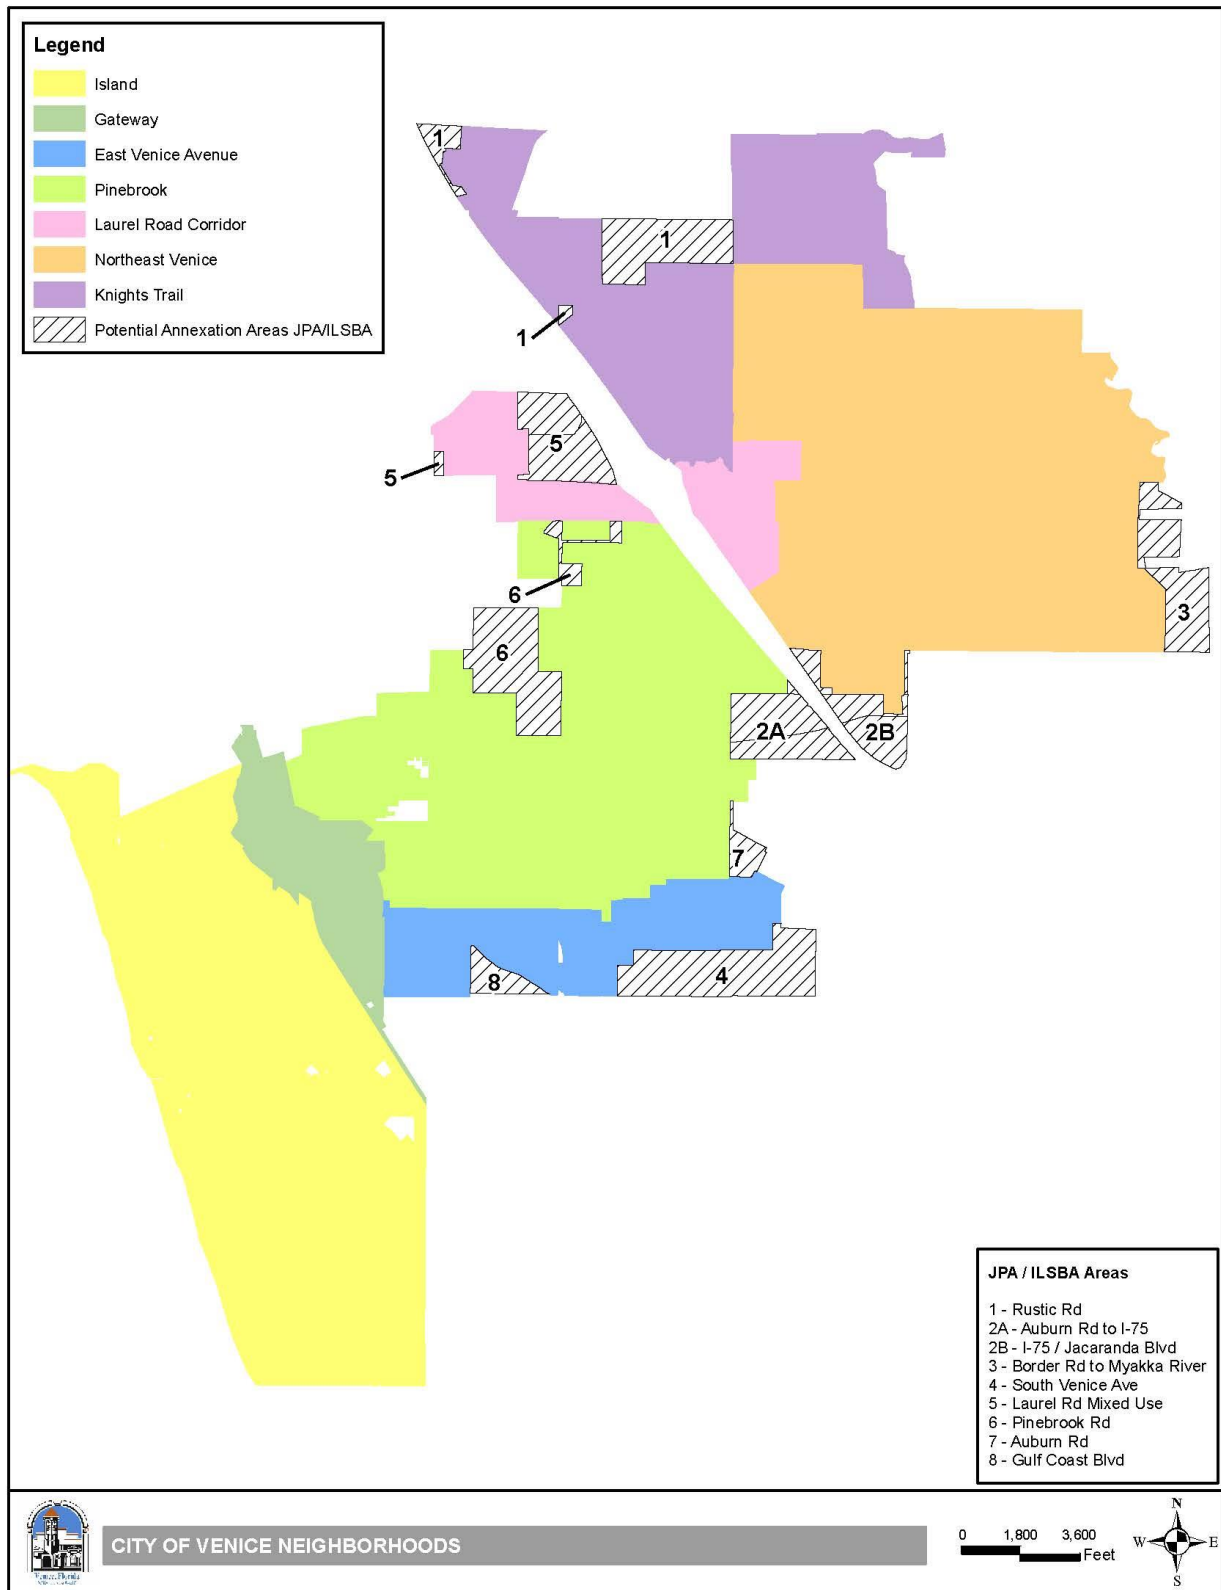 Legend
Island
Gateway
East Venice Avenue
Pinebrook
Laurel Road Corridor
Northeast Venice
Knights Trail
Potential Annexation Areas JPA/ILSBA
1
1
1
5
5
6
6
3
2A
2B
7
8
4
JPA / ILSBA Areas
1 - Rustic Rd
2A - Auburn Rd to I-75
2B - I-75 / Jacaranda Blvd
3 - Border Rd to Myakka River
4 - South Venice Ave
5 - Laurel Rd Mixed Use
6 - Pinebrook Rd
7 - Auburn Rd
8 - Gulf Coast Blvd
Venice, Florida
CITY OF VENICE NEIGHBORHOODS
0 1,800 3,600
Feet
N
W E
S